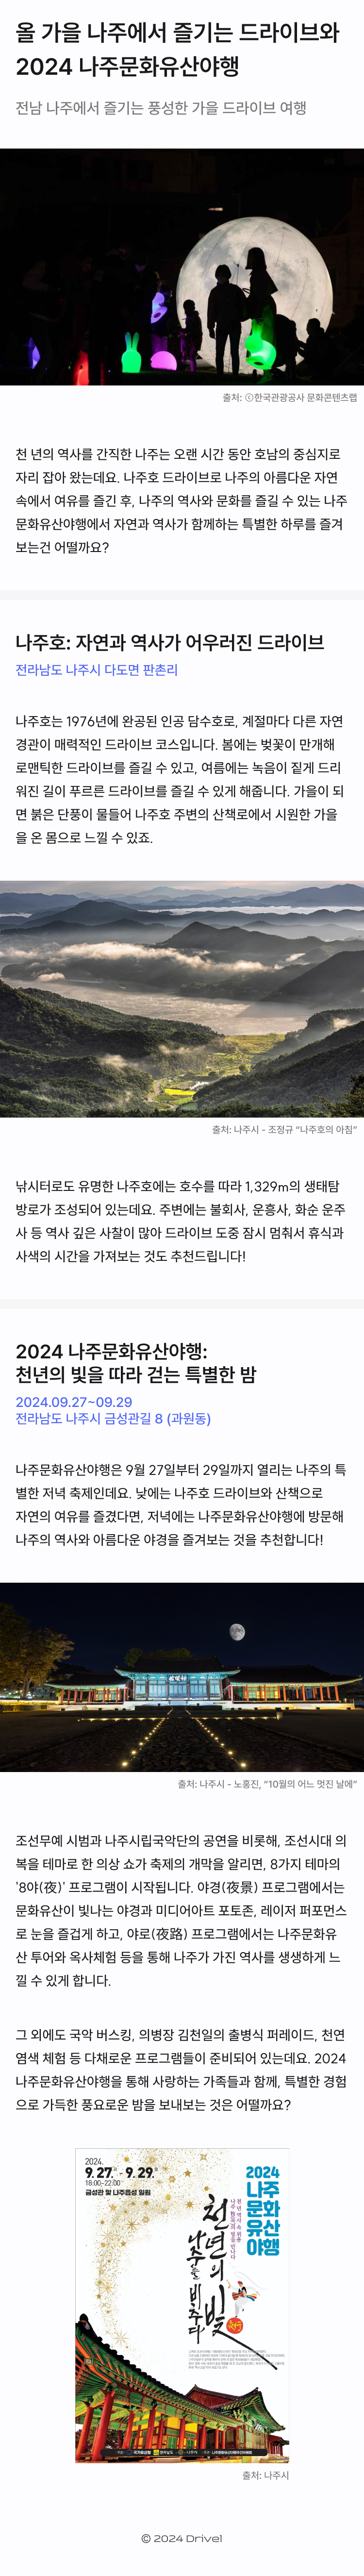 올 가을 나주에서 즐기는 드라이브와
2024 나주문화유산야행
전남 나주에서 즐기는 풍성한 가을 드라이브 여행
출처: ⓒ한국관광공사 문화콘텐츠랩
천 년의 역사를 간직한 나주는 오랜 시간 동안 호남의 중심지로
자리 잡아 왔는데요. 나주호 드라이브로 나주의 아름다운 자연
속에서 여유를 즐긴 후, 나주의 역사와 문화를 즐길 수 있는 나주
문화유산야행에서 자연과 역사가 함께하는 특별한 하루를 즐겨
보는건 어떨까요?
나주호: 자연과 역사가 어우러진 드라이브
전라남도 나주시 다도면 판촌리
나주호는 1976년에 완공된 인공 담수호로, 계절마다 다른 자연
경관이 매력적인 드라이브 코스입니다. 봄에는 벚꽃이 만개해
로맨틱한 드라이브를 즐길 수 있고, 여름에는 녹음이 짙게 드리
워진 길이 푸르른 드라이브를 즐길 수 있게 해줍니다. 가을이 되
면 붉은 단풍이 물들어 나주호 주변의 산책로에서 시원한 가을
을 온 몸으로 느낄 수 있죠.
출처: 나주시 - 조정규 “나주호의 아침”
낚시터로도 유명한 나주호에는 호수를 따라 1,329m의 생태탐
방로가 조성되어 있는데요. 주변에는 불회사, 운흥사, 화순 운주
사 등 역사 깊은 사찰이 많아 드라이브 도중 잠시 멈춰서 휴식과
사색의 시간을 가져보는 것도 추천드립니다!
2024 나주문화유산야행:
천년의 빛을 따라 걷는 특별한 밤
2024.09.27~09.29
전라남도 나주시 금성관길 8 (과원동)
나주문화유산야행은 9월 27일부터 29일까지 열리는 나주의 특
별한 저녁 축제인데요. 낮에는 나주호 드라이브와 산책으로
자연의 여유를 즐겼다면, 저녁에는 나주문화유산야행에 방문해
나주의 역사와 아름다운 야경을 즐겨보는 것을 추천합니다!
출처: 나주시 - 노홍진, “10월의 어느 멋진 날에”
조선무예 시범과 나주시립국악단의 공연을 비롯해, 조선시대 의
복을 테마로 한 의상 쇼가 축제의 개막을 알리면, 8가지 테마의
'8야(夜)' 프로그램이 시작됩니다. 야경(夜景) 프로그램에서는
문화유산이 빛나는 야경과 미디어아트 포토존, 레이저 퍼포먼스
로 눈을 즐겁게 하고, 야로(夜路) 프로그램에서는 나주문화유
산 투어와 옥사체험 등을 통해 나주가 가진 역사를 생생하게 느
낄 수 있게 합니다.
그 외에도 국악 버스킹, 의병장 김천일의 출병식 퍼레이드, 천연
염색 체험 등 다채로운 프로그램들이 준비되어 있는데요. 2024
나주문화유산야행을 통해 사랑하는 가족들과 함께, 특별한 경험
으로 가득한 풍요로운 밤을 보내보는 것은 어떨까요?
2024.
9.27. - 9.29.
18:00~22:00
금성관 및 나주읍성 일원
2024
나주
문화
유산
야행
천년의 빛
나주를 비추다
출처: 나주시
© 2024 Drivel